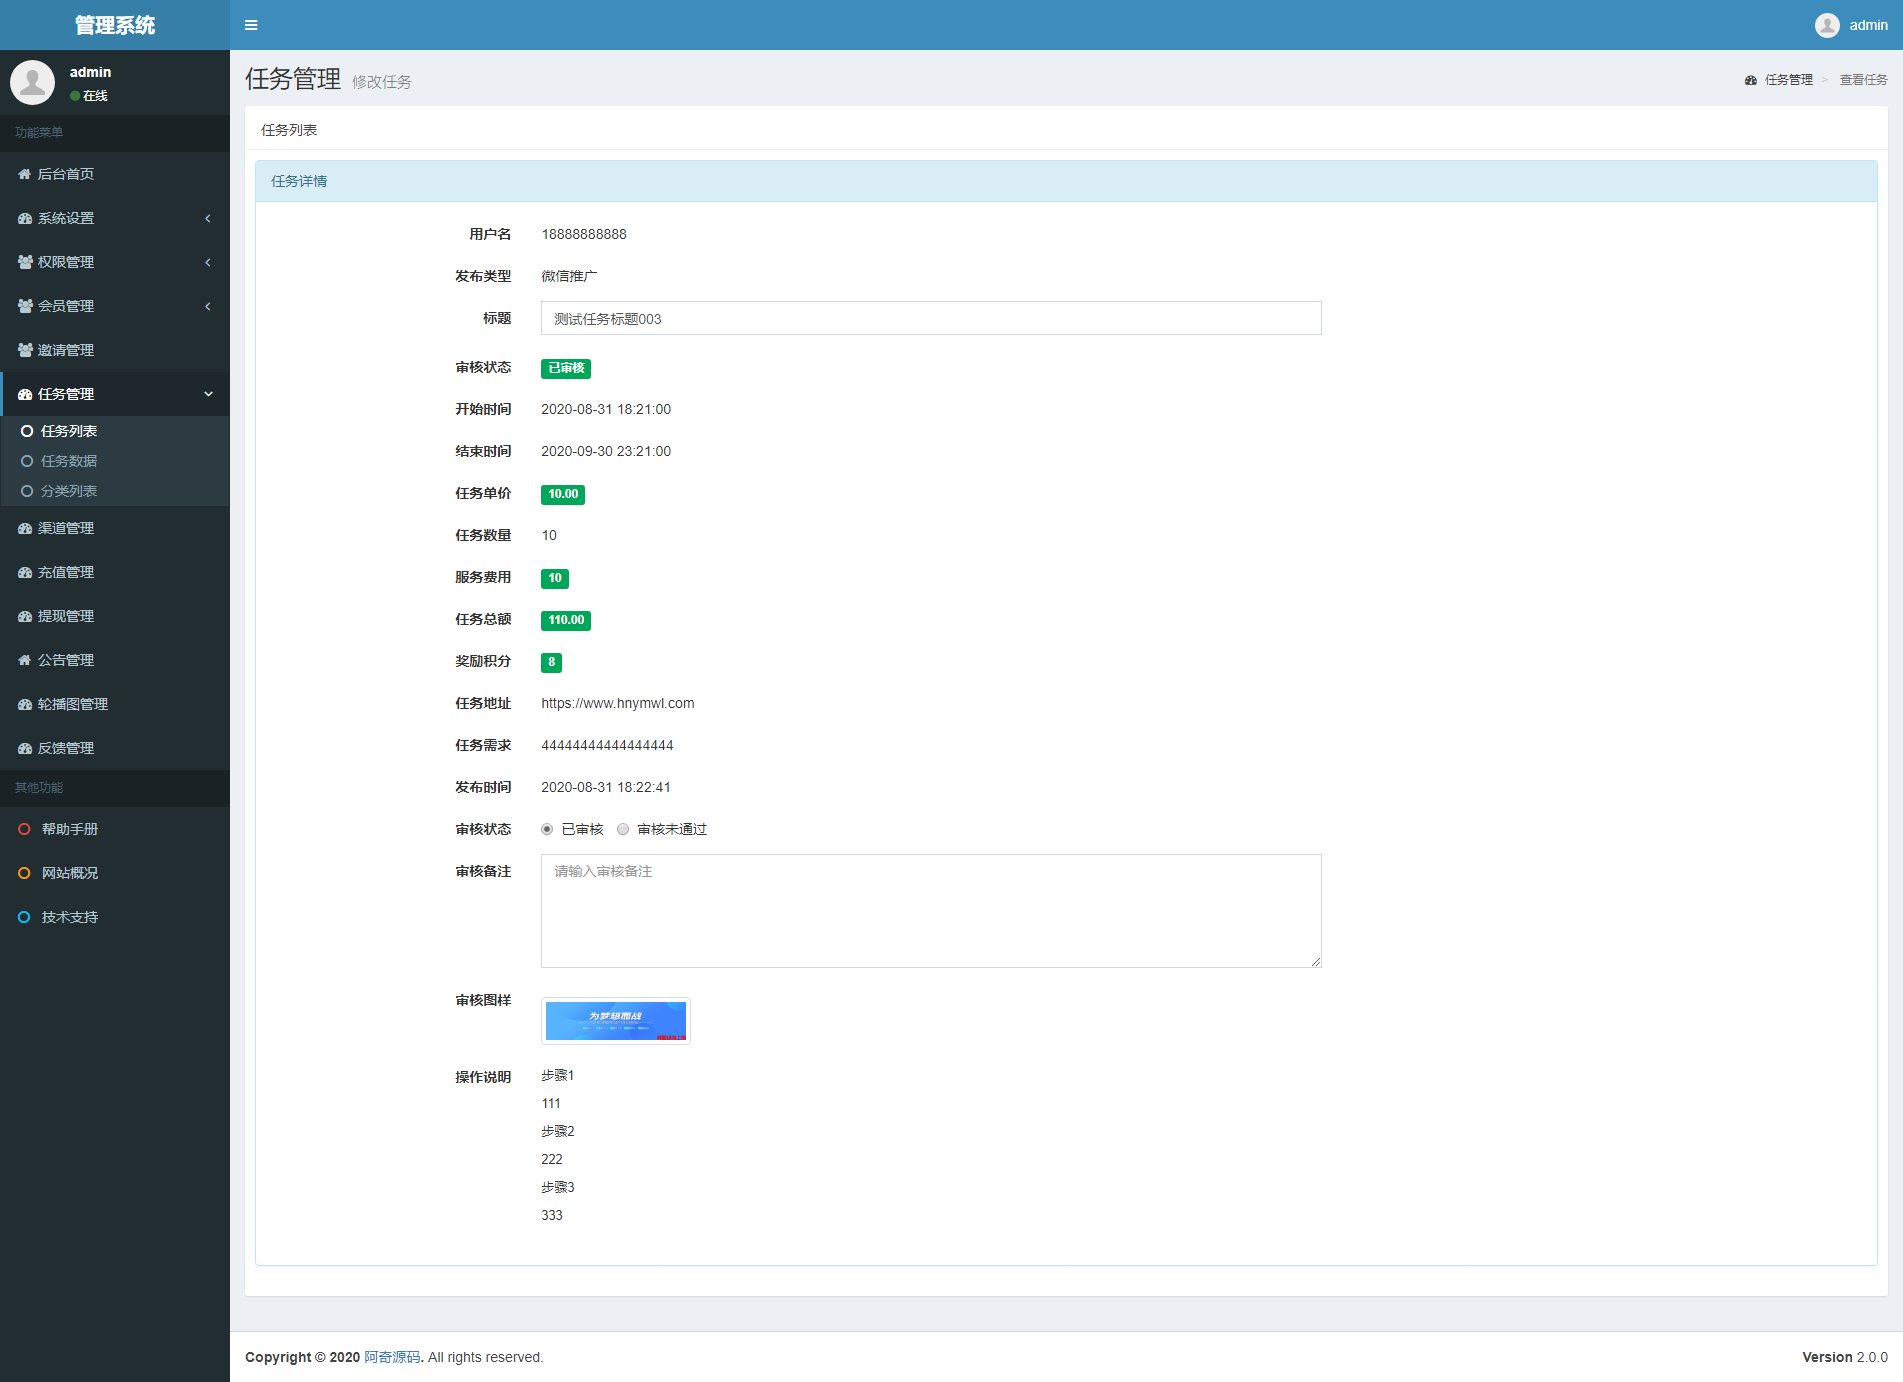 管理系统
admin
admin
在线
功能菜单
后台首页
系统设置
权限管理
会员管理
邀请管理
任务管理
任务列表
任务数据
分类列表
渠道管理
充值管理
提现管理
公告管理
轮播图管理
反馈管理
其他功能
帮助手册
网站概况
技术支持
任务管理 修改任务
任务管理 > 查看任务
任务列表
任务详情
用户名 18888888888
发布类型 微信推广
标题 测试任务标题003
审核状态 已审核
开始时间 2020-08-31 18:21:00
结束时间 2020-09-30 23:21:00
任务单价 10.00
任务数量 10
服务费用 10
任务总额 110.00
奖励积分 8
任务地址 https://www.hnymwl.com
任务需求 44444444444444444
发布时间 2020-08-31 18:22:41
审核状态 已审核 审核未通过
审核备注 请输入审核备注
审核图样
为梦想而战
操作说明 步骤1
111
步骤2
222
步骤3
333
Copyright © 2020 阿奇源码. All rights reserved.
Version 2.0.0